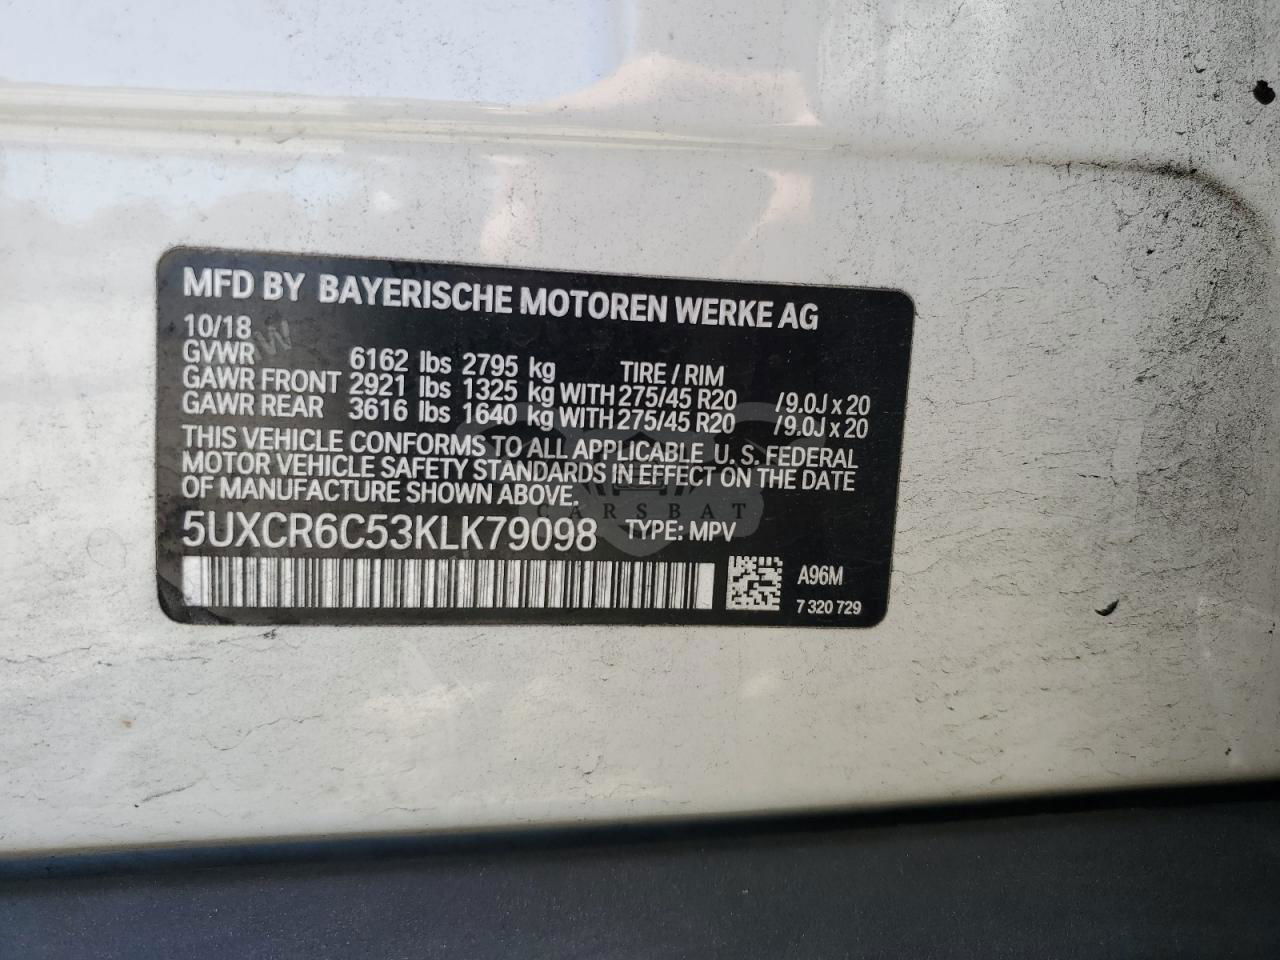 MFD BY BAYERISCHE MOTOREN WERKE AG
10/18
GVWR 6162 lbs 2795 kg TIRE / RIM
GAWR FRONT 2921 lbs 1325 kg WITH 275/45 R20 /9.0J x 20
GAWR REAR 3616 lbs 1640 kg WITH 275/45 R20 /9.0J x 20
THIS VEHICLE CONFORMS TO ALL APPLICABLE U. S. FEDERAL
MOTOR VEHICLE SAFETY STANDARDS IN EFFECT ON THE DATE
OF MANUFACTURE SHOWN ABOVE.
CARSBAT
5UXCR6C53KLK79098 TYPE: MPV
A96M
7 320 729